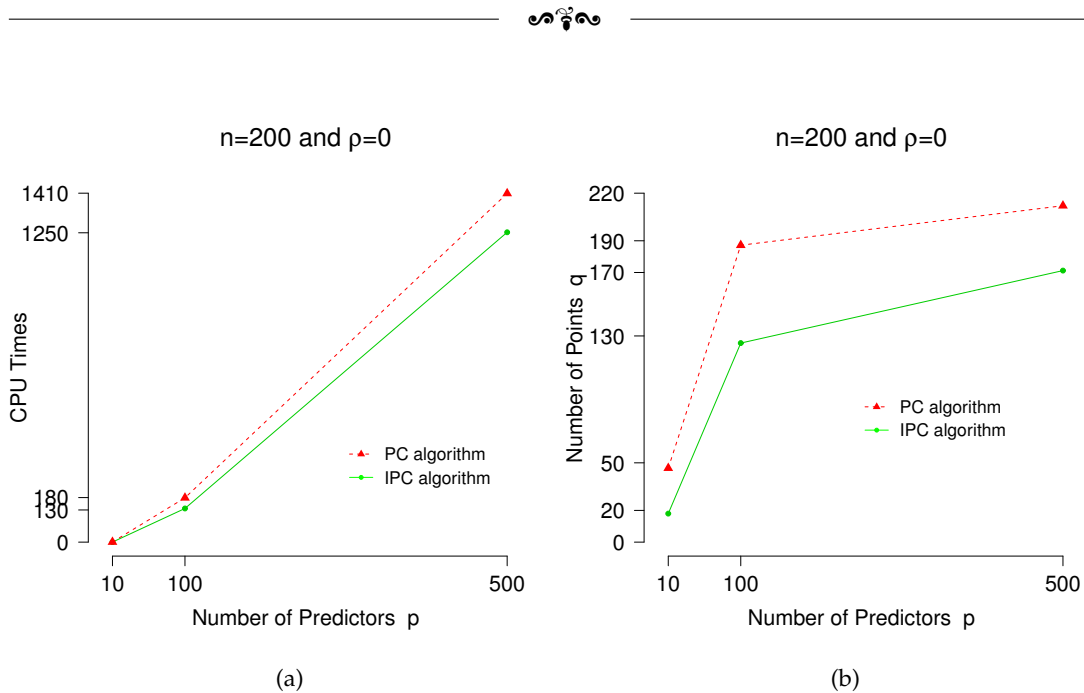 n=200 and ρ=0
1410
1250
180
130
0
CPU Times
PC algorithm
IPC algorithm
10 100 500
Number of Predictors p
(a)
n=200 and ρ=0
220
190
170
130
50
20
0
Number of Points q
PC algorithm
IPC algorithm
10 100 500
Number of Predictors p
(b)